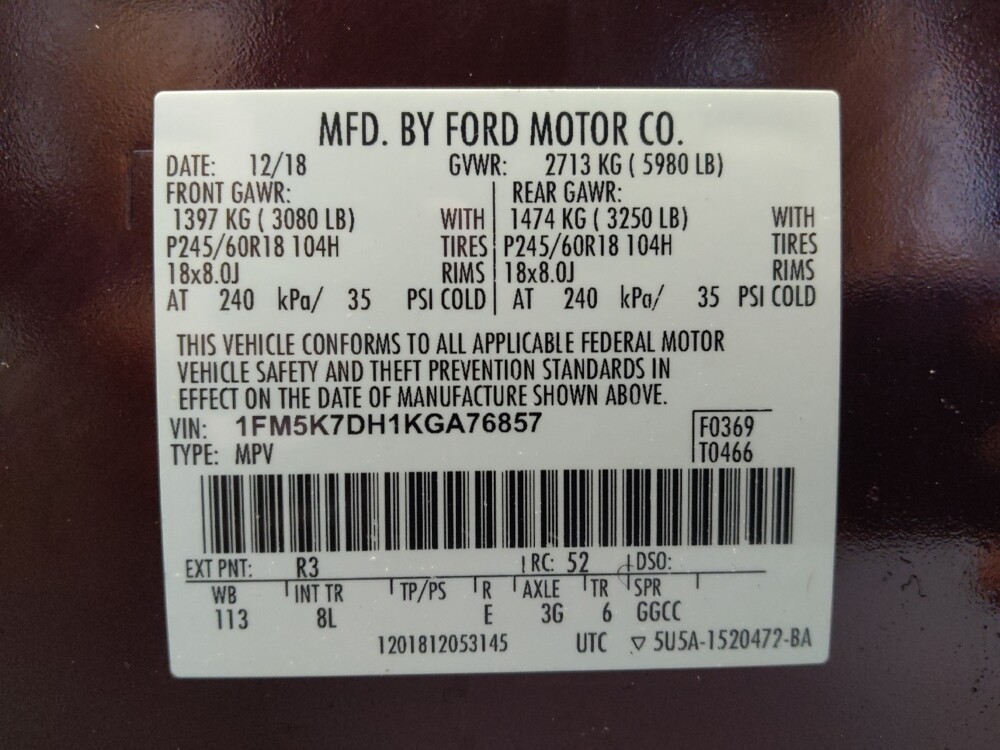 MFD. BY FORD MOTOR CO.
DATE: 12/18 GVWR: 2713 KG ( 5980 LB)
FRONT GAWR: REAR GAWR:
1397 KG ( 3080 LB) WITH 1474 KG ( 3250 LB) WITH
P245/60R18 104H TIRES P245/60R18 104H TIRES
18x8.0J RIMS 18x8.0J RIMS
AT 240 kPa/ 35 PSI COLD AT 240 kPa/ 35 PSI COLD
THIS VEHICLE CONFORMS TO ALL APPLICABLE FEDERAL MOTOR
VEHICLE SAFETY AND THEFT PREVENTION STANDARDS IN
EFFECT ON THE DATE OF MANUFACTURE SHOWN ABOVE.
VIN: 1FM5K7DH1KGA76857 F0369
TYPE: MPV T0466
EXT PNT: R3 RC: 52 DSO:
WB INT TR TP/PS R AXLE TR SPR
113 8L E 3G 6 GGCC
1201812053145 UTC ▽ 5U5A-1520472-BA